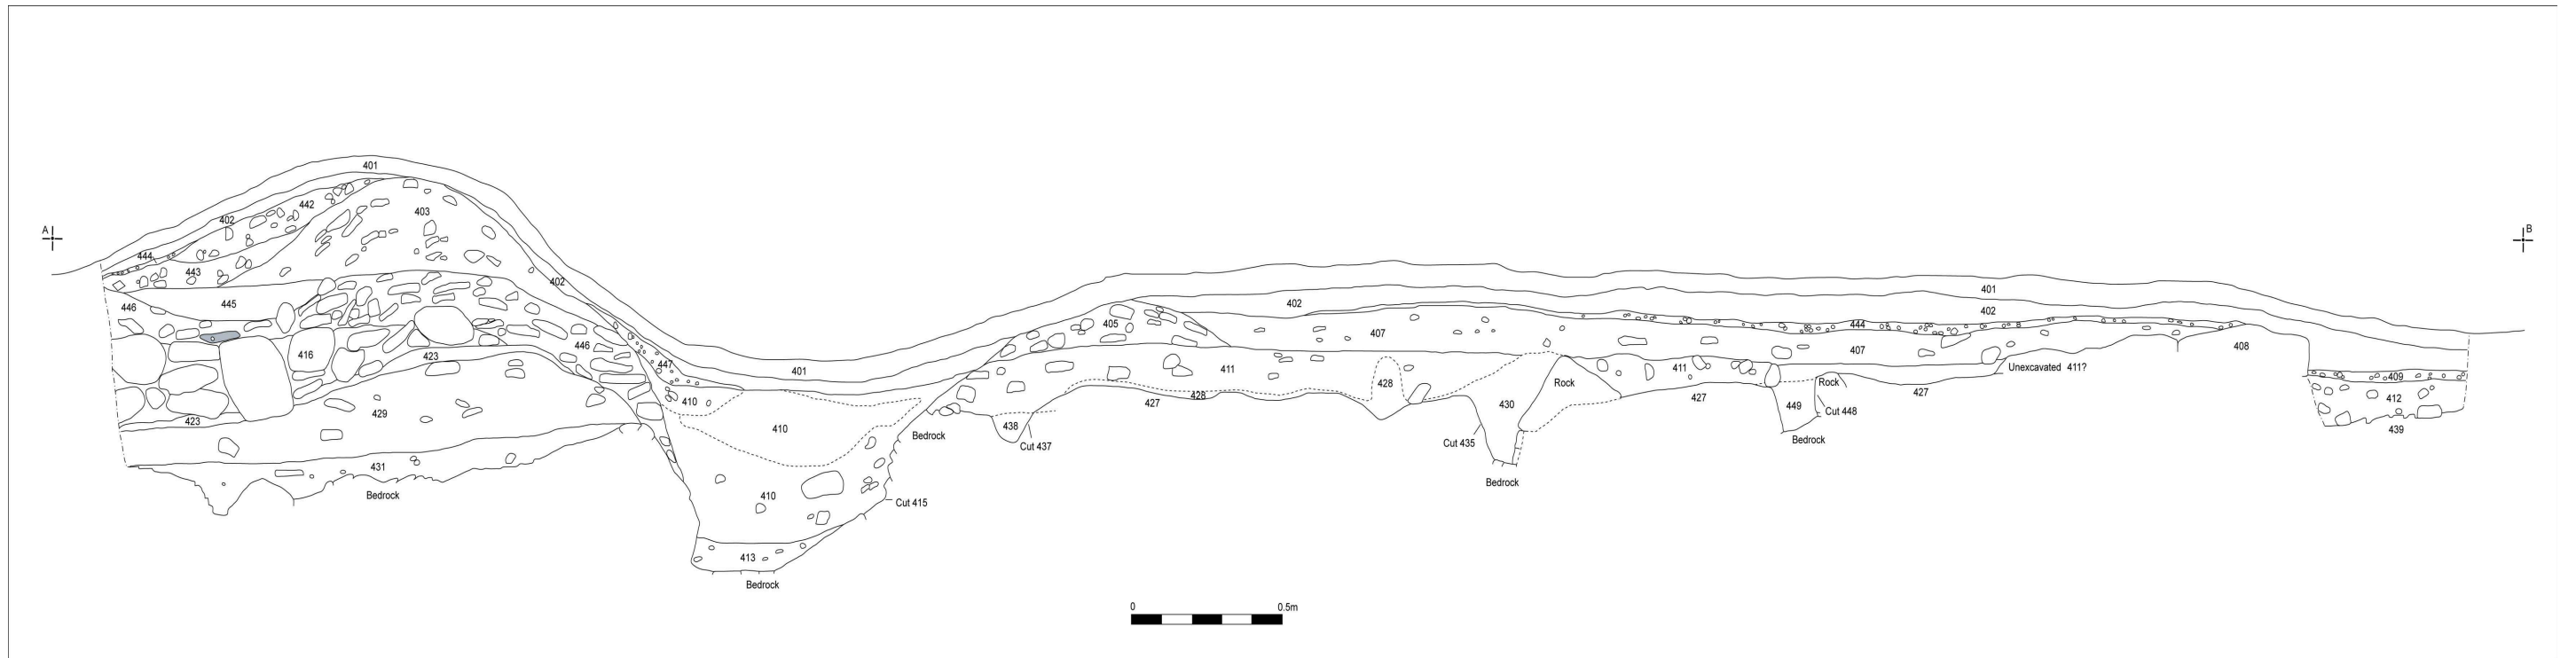 401
442
402
403
A
B
444
443
402
446
445
401
402
402
405
407
444
446
416
423
447
411
407
408
401
411
Unexcavated 411?
Rock
Rock
409
428
410
427
428
427
427
412
429
410
430
449
Cut 448
423
438
439
Bedrock
Cut 437
Cut 435
Bedrock
431
Bedrock
Bedrock
410
Cut 415
413
Bedrock
0
0.5m